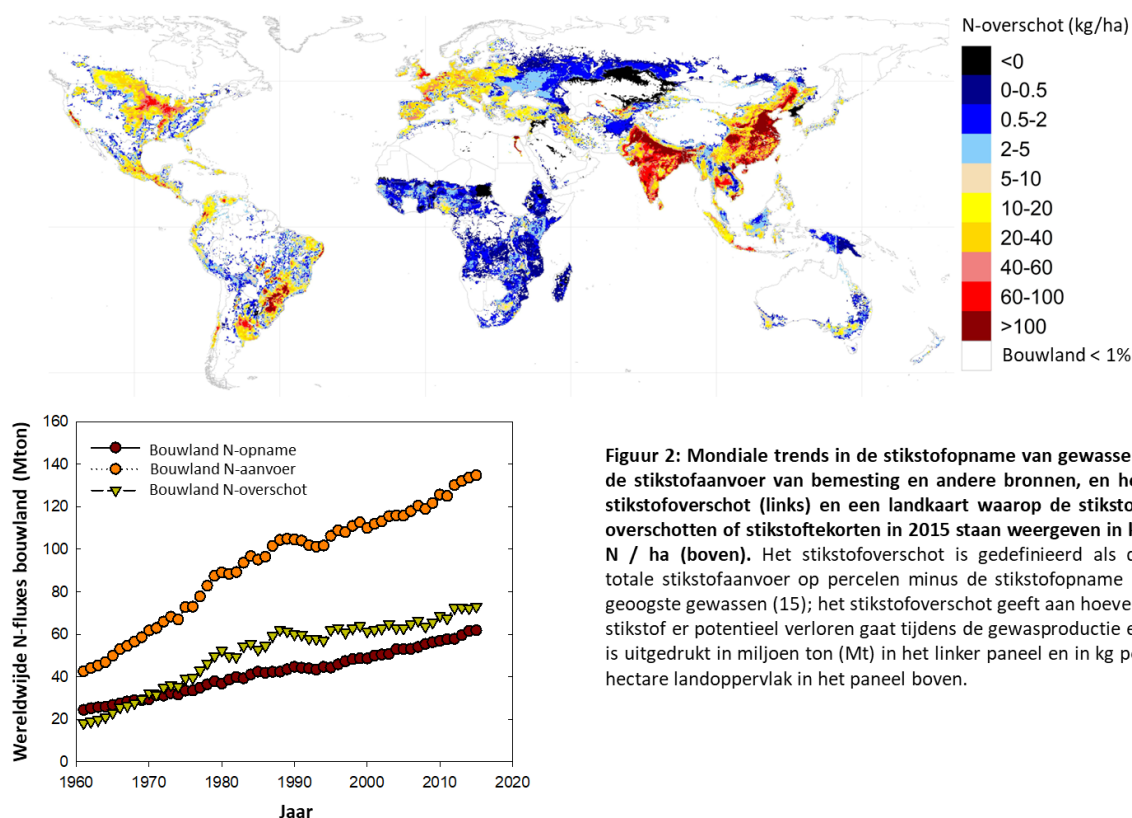 N-overschot (kg/ha)
<0
0-0.5
0.5-2
2-5
5-10
10-20
20-40
40-60
60-100
>100
Bouwland < 1%
Wereldwijde N-fluxes bouwland (Mton)
160
140
120
100
80
60
40
20
0
Bouwland N-opname
Bouwland N-aanvoer
Bouwland N-overschot
1960
1970
1980
1990
2000
2010
2020
Jaar
Figuur 2: Mondiale trends in de stikstofopname van gewasse
de stikstofaanvoer van bemesting en andere bronnen, en he
stikstofoverschot (links) en een landkaart waarop de stiksto
overschotten of stikstoftekorten in 2015 staan weergeven in k
N / ha (boven). Het stikstofoverschot is gedefinieerd als d
totale stikstofaanvoer op percelen minus de stikstofopname
geoogste gewassen (15); het stikstofoverschot geeft aan hoeve
stikstof er potentieel verloren gaat tijdens de gewasproductie e
is uitgedrukt in miljoen ton (Mt) in het linker paneel en in kg pe
hectare landoppervlak in het paneel boven.